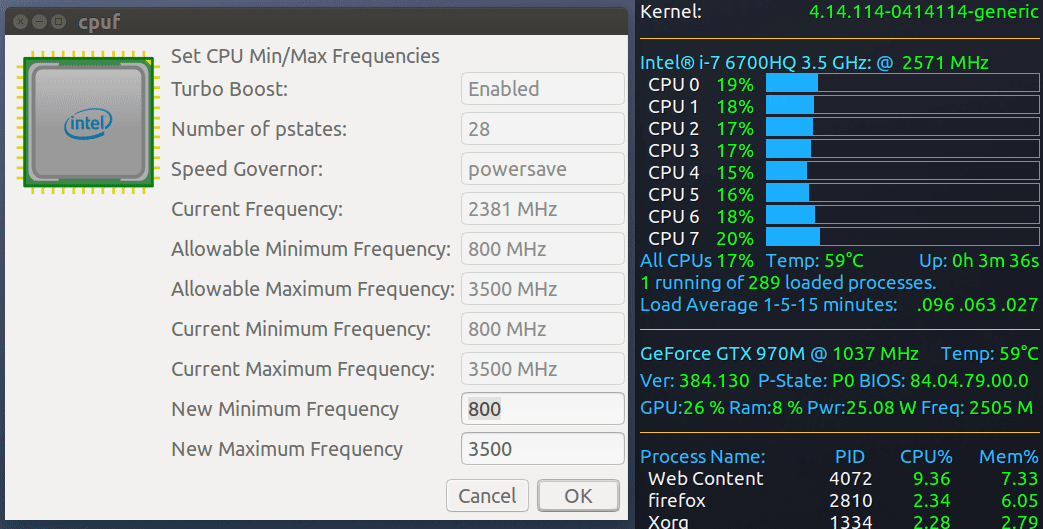 cpuf
intel
Set CPU Min/Max Frequencies
Turbo Boost: Enabled
Number of pstates: 28
Speed Governor: powersave
Current Frequency: 2381 MHz
Allowable Minimum Frequency: 800 MHz
Allowable Maximum Frequency: 3500 MHz
Current Minimum Frequency: 800 MHz
Current Maximum Frequency: 3500 MHz
New Minimum Frequency 800
New Maximum Frequency 3500
Cancel OK
Kernel: 4.14.114-0414114-generic
Intel® i-7 6700HQ 3.5 GHz: @ 2571 MHz
CPU 0 19%
CPU 1 18%
CPU 2 17%
CPU 3 17%
CPU 4 15%
CPU 5 16%
CPU 6 18%
CPU 7 20%
All CPUs 17% Temp: 59°C Up: 0h 3m 36s
1 running of 289 loaded processes.
Load Average 1-5-15 minutes: .096 .063 .027
GeForce GTX 970M @ 1037 MHz Temp: 59°C
Ver: 384.130 P-State: P0 BIOS: 84.04.79.00.0
GPU:26 % Ram:8 % Pwr:25.08 W Freq: 2505 M
Process Name: PID CPU% Mem%
Web Content 4072 9.36 7.33
firefox 2810 2.34 6.05
Xorg 1334 2.28 2.79